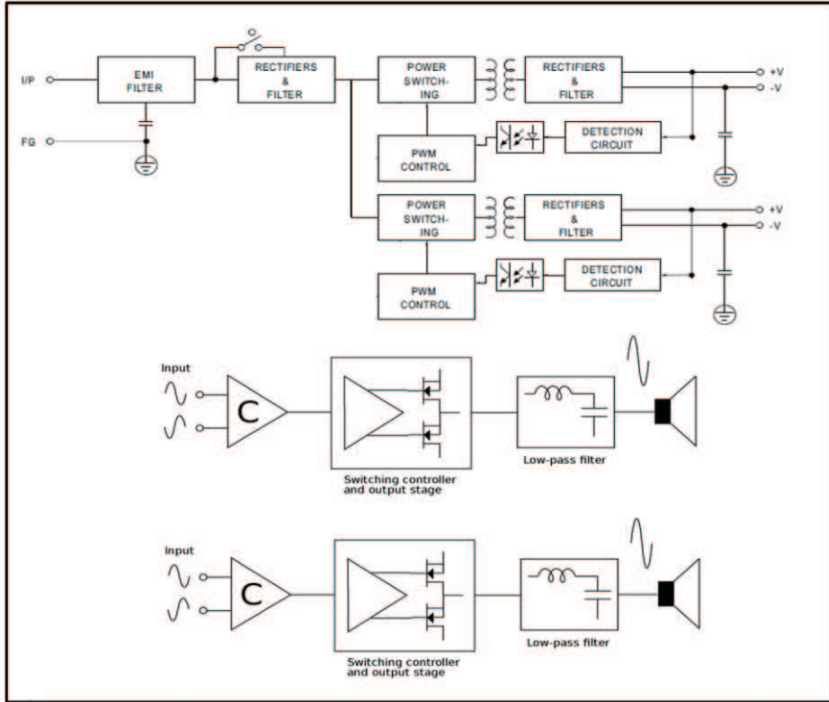 I/P
EMI
FILTER
RECTIFIERS
&
FILTER
POWER
SWITCH-
ING
RECTIFIERS
&
FILTER
+V
-V
FG
PWM
CONTROL
DETECTION
CIRCUIT
POWER
SWITCH-
ING
RECTIFIERS
&
FILTER
+V
-V
PWM
CONTROL
DETECTION
CIRCUIT
Input
C
Low-pass filter
Switching controller
and output stage
Input
C
Low-pass filter
Switching controller
and output stage